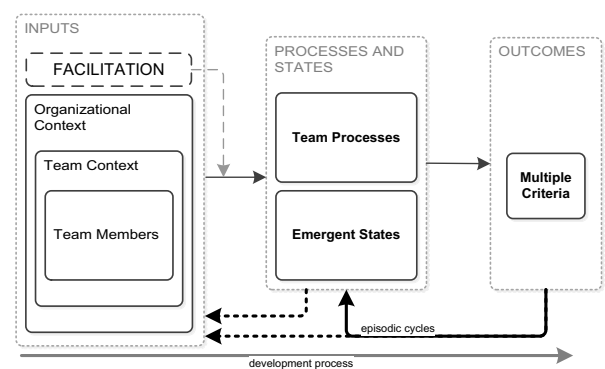 INPUTS
FACILITATION
Organizational
Context
Team Context
Team Members
PROCESSES AND
STATES
Team Processes
Emergent States
OUTCOMES
Multiple
Criteria
episodic cycles
development process